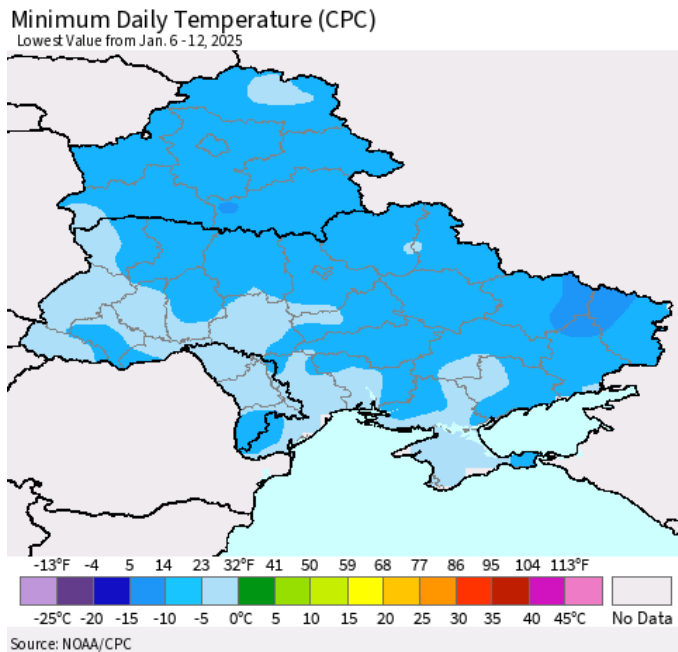 Minimum Daily Temperature (CPC)
Lowest Value from Jan. 6 -12, 2025
-13°F -4 5 14 23 32°F 41 50 59 68 77 86 95 104 113°F
-25°C -20 -15 -10 -5 0°C 5 10 15 20 25 30 35 40 45°C No Data
Source: NOAA/CPC